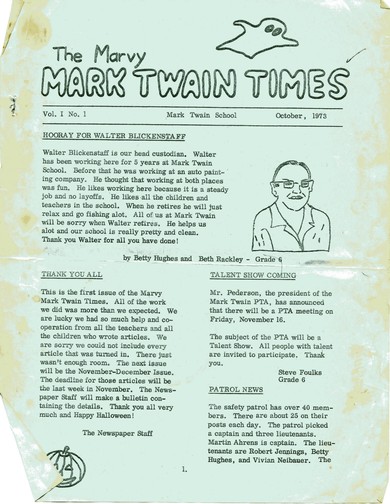 The Marvy
MARK TWAIN TIMES
Vol. I No. 1
Mark Twain School
October, 1973
HOORAY FOR WALTER BLICKENSTAFF
Walter Blickenstaff is our head custodian. Walter
has been working here for 5 years at Mark Twain
School. Before that he was working at an auto paint-
ing company. He thought that working at both places
was fun. He likes working here because it is a steady
job and no layoffs. He likes all the children and
teachers in the school. When he retires he will just
relax and go fishing alot. All of us at Mark Twain
will be sorry when Walter retires. He helps us
alot and our school is really pretty and clean.
Thank you Walter for all you have done!
by Betty Hughes and Beth Rackley - Grade 6
THANK YOU ALL
This is the first issue of the Marvy
Mark Twain Times. All of the work
we did was more than we expected. We
are lucky we had so much help and co-
operation from all the teachers and all
the children who wrote articles. We
are sorry we could not include every
article that was turned in. There just
wasn't enough room. The next issue
will be the November-December Issue.
The deadline for those articles will be
the last week in November. The News-
paper Staff will make a bulletin con-
taining the details. Thank you all very
much and Happy Halloween!
The Newspaper Staff
TALENT SHOW COMING
Mr. Pederson, the president of the
Mark Twain PTA, has announced
that there will be a PTA meeting on
Friday, November 16.
The subject of the PTA will be a
Talent Show. All people with talent
are invited to participate. Thank
you.
Steve Foulks
Grade 6
PATROL NEWS
The safety patrol has over 40 mem-
bers. There are about 25 on their
posts each day. The patrol picked
a captain and three lieutenants.
Martin Ahrens is captain. The lieu-
tenants are Robert Jennings, Betty
Hughes, and Vivian Neibauer. The
1.